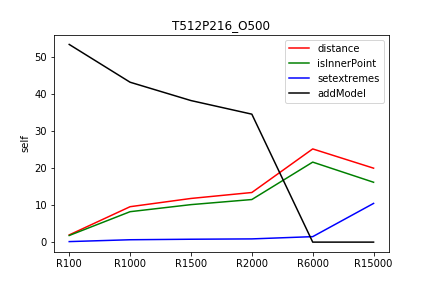 T512P216_O500
distance
isInnerPoint
setextremes
addModel
self
50
40
30
20
10
0
R100 R1000 R1500 R2000 R6000 R15000